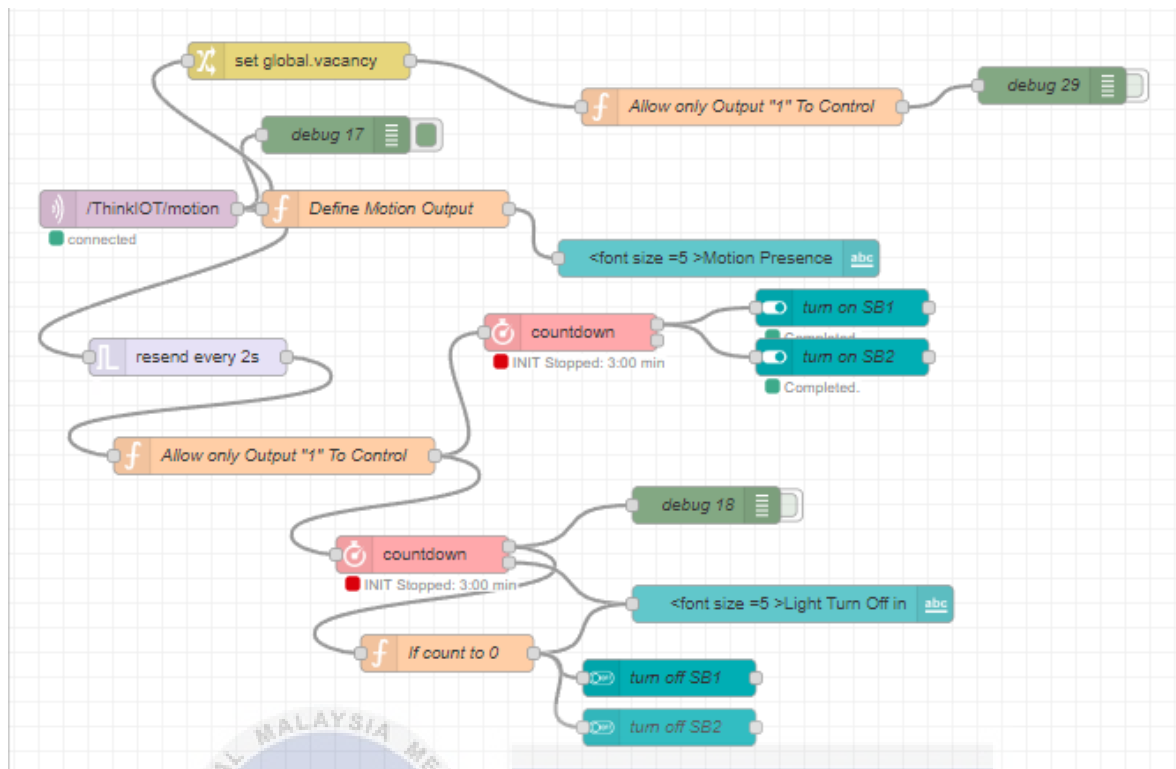 set global.vacancy
debug 29
Allow only Output "1" To Control
debug 17
/ThinkIOT/motion
Define Motion Output
connected
<font size =5 >Motion Presence
abc
turn on SB1
Completed.
countdown
INIT Stopped: 3:00 min
turn on SB2
Completed.
resend every 2s
Allow only Output "1" To Control
debug 18
countdown
INIT Stopped: 3:00 min
<font size =5 >Light Turn Off in
abc
If count to 0
turn off SB1
turn off SB2
MALAYSIA